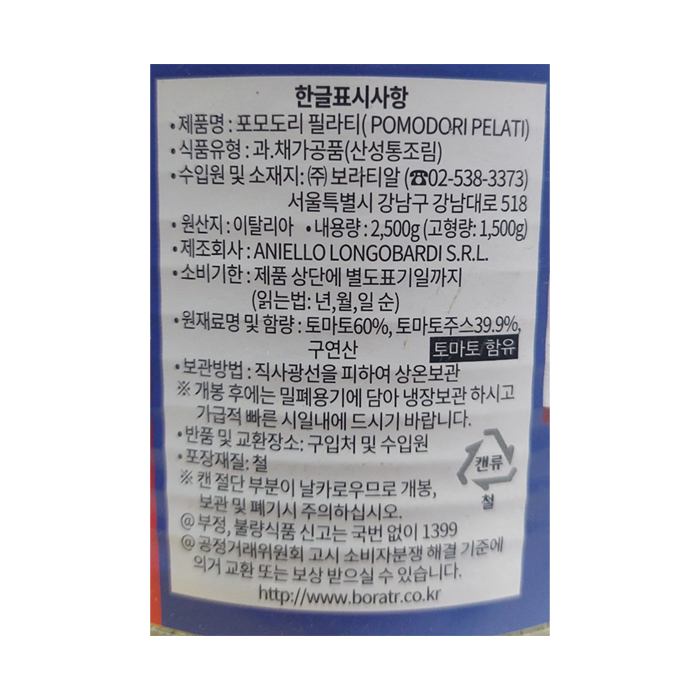 한글표시사항
• 제품명 : 포모도리 필라티( POMODORI PELATI)
• 식품유형 : 과.채가공품(산성통조림)
• 수입원 및 소재지: ㈜ 보라티알 (☎02-538-3373)
서울특별시 강남구 강남대로 518
• 원산지 : 이탈리아 • 내용량 : 2,500g (고형량: 1,500g)
• 제조회사 : ANIELLO LONGOBARDI S.R.L.
• 소비기한 : 제품 상단에 별도표기일까지
(읽는법: 년,월,일 순)
• 원재료명 및 함량 : 토마토60%, 토마토주스39.9%,
구연산 토마토 함유
• 보관방법 : 직사광선을 피하여 상온보관
※ 개봉 후에는 밀폐용기에 담아 냉장보관 하시고
가급적 빠른 시일내에 드시기 바랍니다.
• 반품 및 교환장소: 구입처 및 수입원
• 포장재질: 철
캔류
철
※ 캔 절단 부분이 날카로우므로 개봉,
보관 및 폐기시 주의하십시오.
@ 부정, 불량식품 신고는 국번 없이 1399
@ 공정거래위원회 고시 소비자분쟁 해결 기준에
의거 교환 또는 보상 받으실 수 있습니다.
http://www.boratr.co.kr